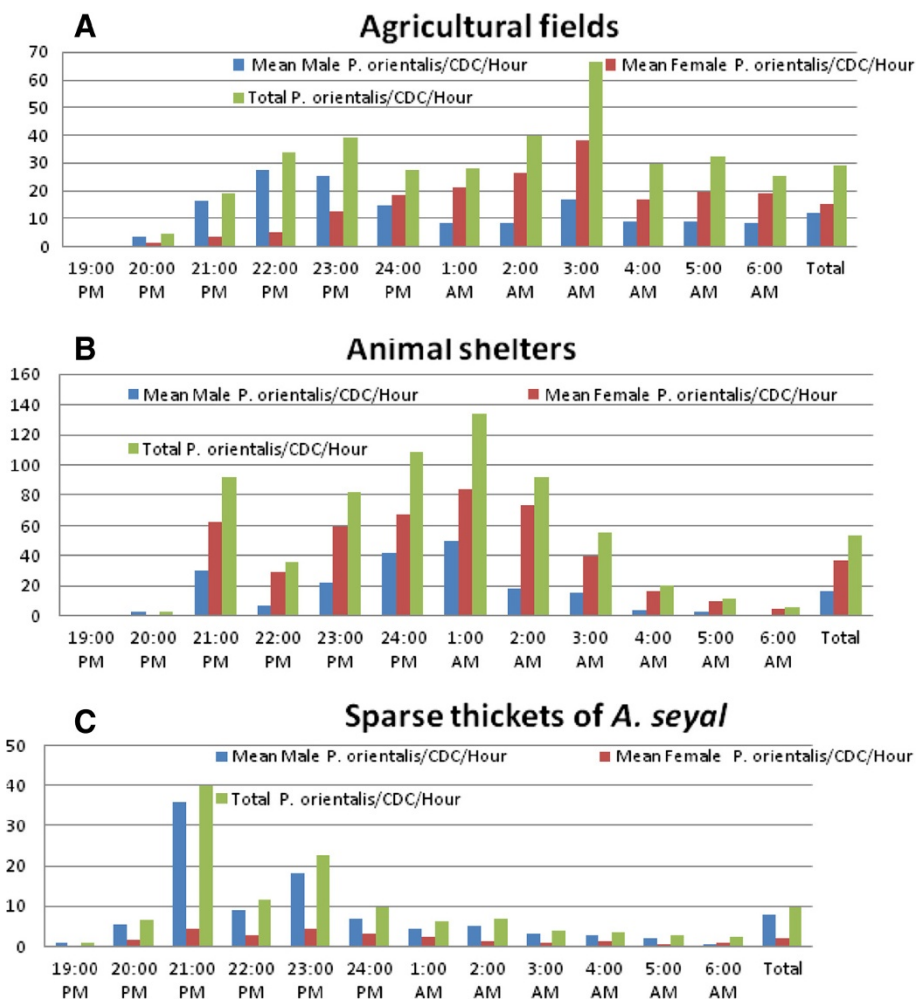 A Agricultural fields
Mean Male P. orientalis/CDC/Hour Mean Female P. orientalis/CDC/Hour
Total P. orientalis/CDC/Hour
70
60
50
40
30
20
10
0
19:00 20:00 21:00 22:00 23:00 24:00 1:00 2:00 3:00 4:00 5:00 6:00 Total
PM PM PM PM PM PM AM AM AM AM AM AM
B Animal shelters
Mean Male P. orientalis/CDC/Hour Mean Female P. orientalis/CDC/Hour
Total P. orientalis/CDC/Hour
160
140
120
100
80
60
40
20
0
19:00 20:00 21:00 22:00 23:00 24:00 1:00 2:00 3:00 4:00 5:00 6:00 Total
PM PM PM PM PM PM AM AM AM AM AM AM
C Sparse thickets of A. seyal
Mean Male P. orientalis/CDC/Hour Mean Female P. orientalis/CDC/Hour
Total P. orientalis/CDC/Hour
50
40
30
20
10
0
19:00 20:00 21:00 22:00 23:00 24:00 1:00 2:00 3:00 4:00 5:00 6:00 Total
PM PM PM PM PM PM AM AM AM AM AM AM